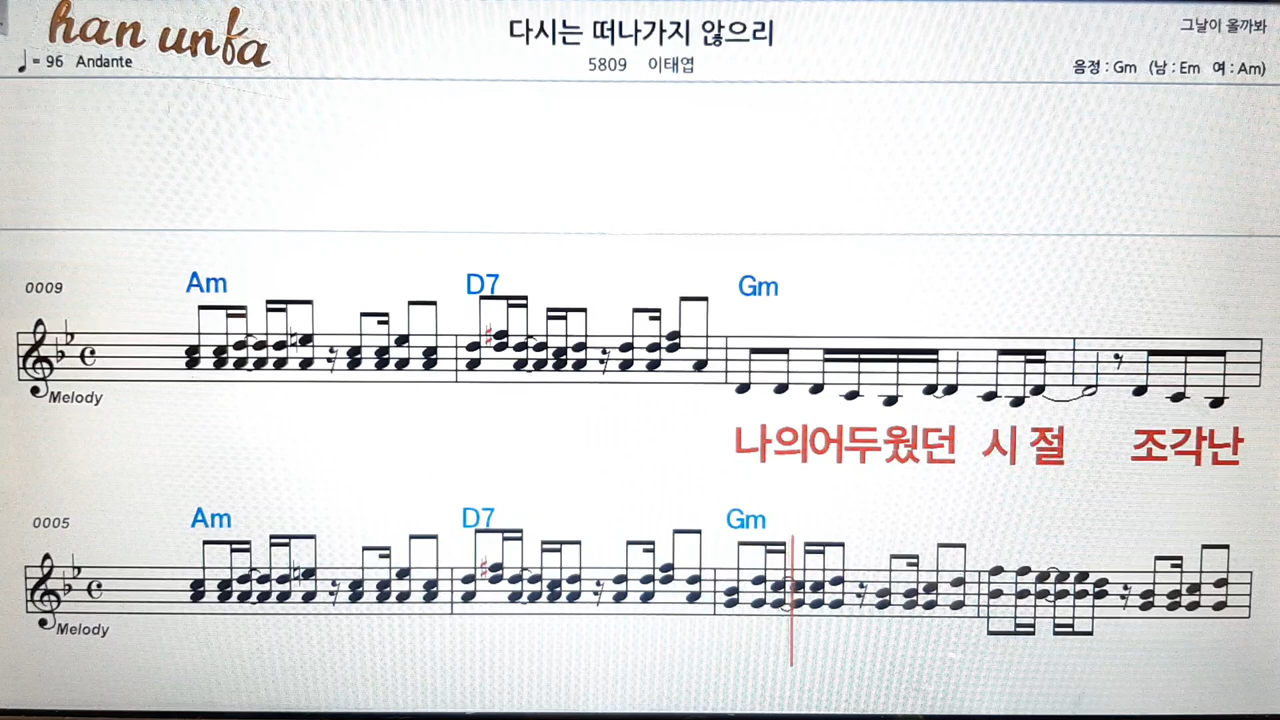 han unfa
다시는 떠나가지 않으리
그날이 올까봐
♩ = 96 Andante
5809 이태엽
음정 : Gm (남 : Em 여 : Am)
0009
Am D7 Gm
Melody
나의어두웠던 시 절 조각난
0005
Am D7 Gm
Melody